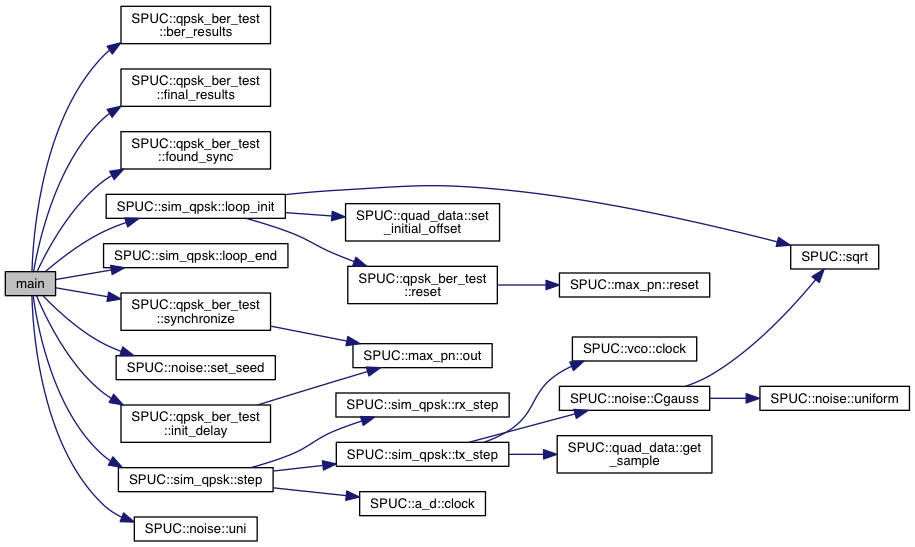 main
SPUC::qpsk_ber_test
::ber_results
SPUC::qpsk_ber_test
::final_results
SPUC::qpsk_ber_test
::found_sync
SPUC::sim_qpsk::loop_init
SPUC::sim_qpsk::loop_end
SPUC::qpsk_ber_test
::synchronize
SPUC::noise::set_seed
SPUC::qpsk_ber_test
::init_delay
SPUC::sim_qpsk::step
SPUC::noise::uni
SPUC::quad_data::set
_initial_offset
SPUC::qpsk_ber_test
::reset
SPUC::max_pn::out
SPUC::sim_qpsk::rx_step
SPUC::sim_qpsk::tx_step
SPUC::a_d::clock
SPUC::max_pn::reset
SPUC::vco::clock
SPUC::noise::Cgauss
SPUC::quad_data::get
_sample
SPUC::sqrt
SPUC::noise::uniform